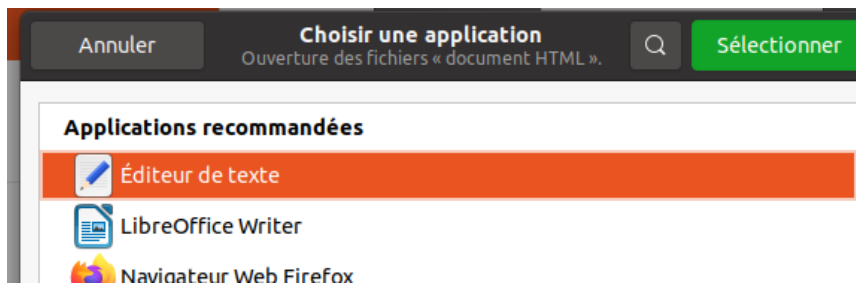 Annuler
Choisir une application
Ouverture des fichiers « document HTML ».
Sélectionner
Applications recommandées
Éditeur de texte
LibreOffice Writer
Navigateur Web Firefox